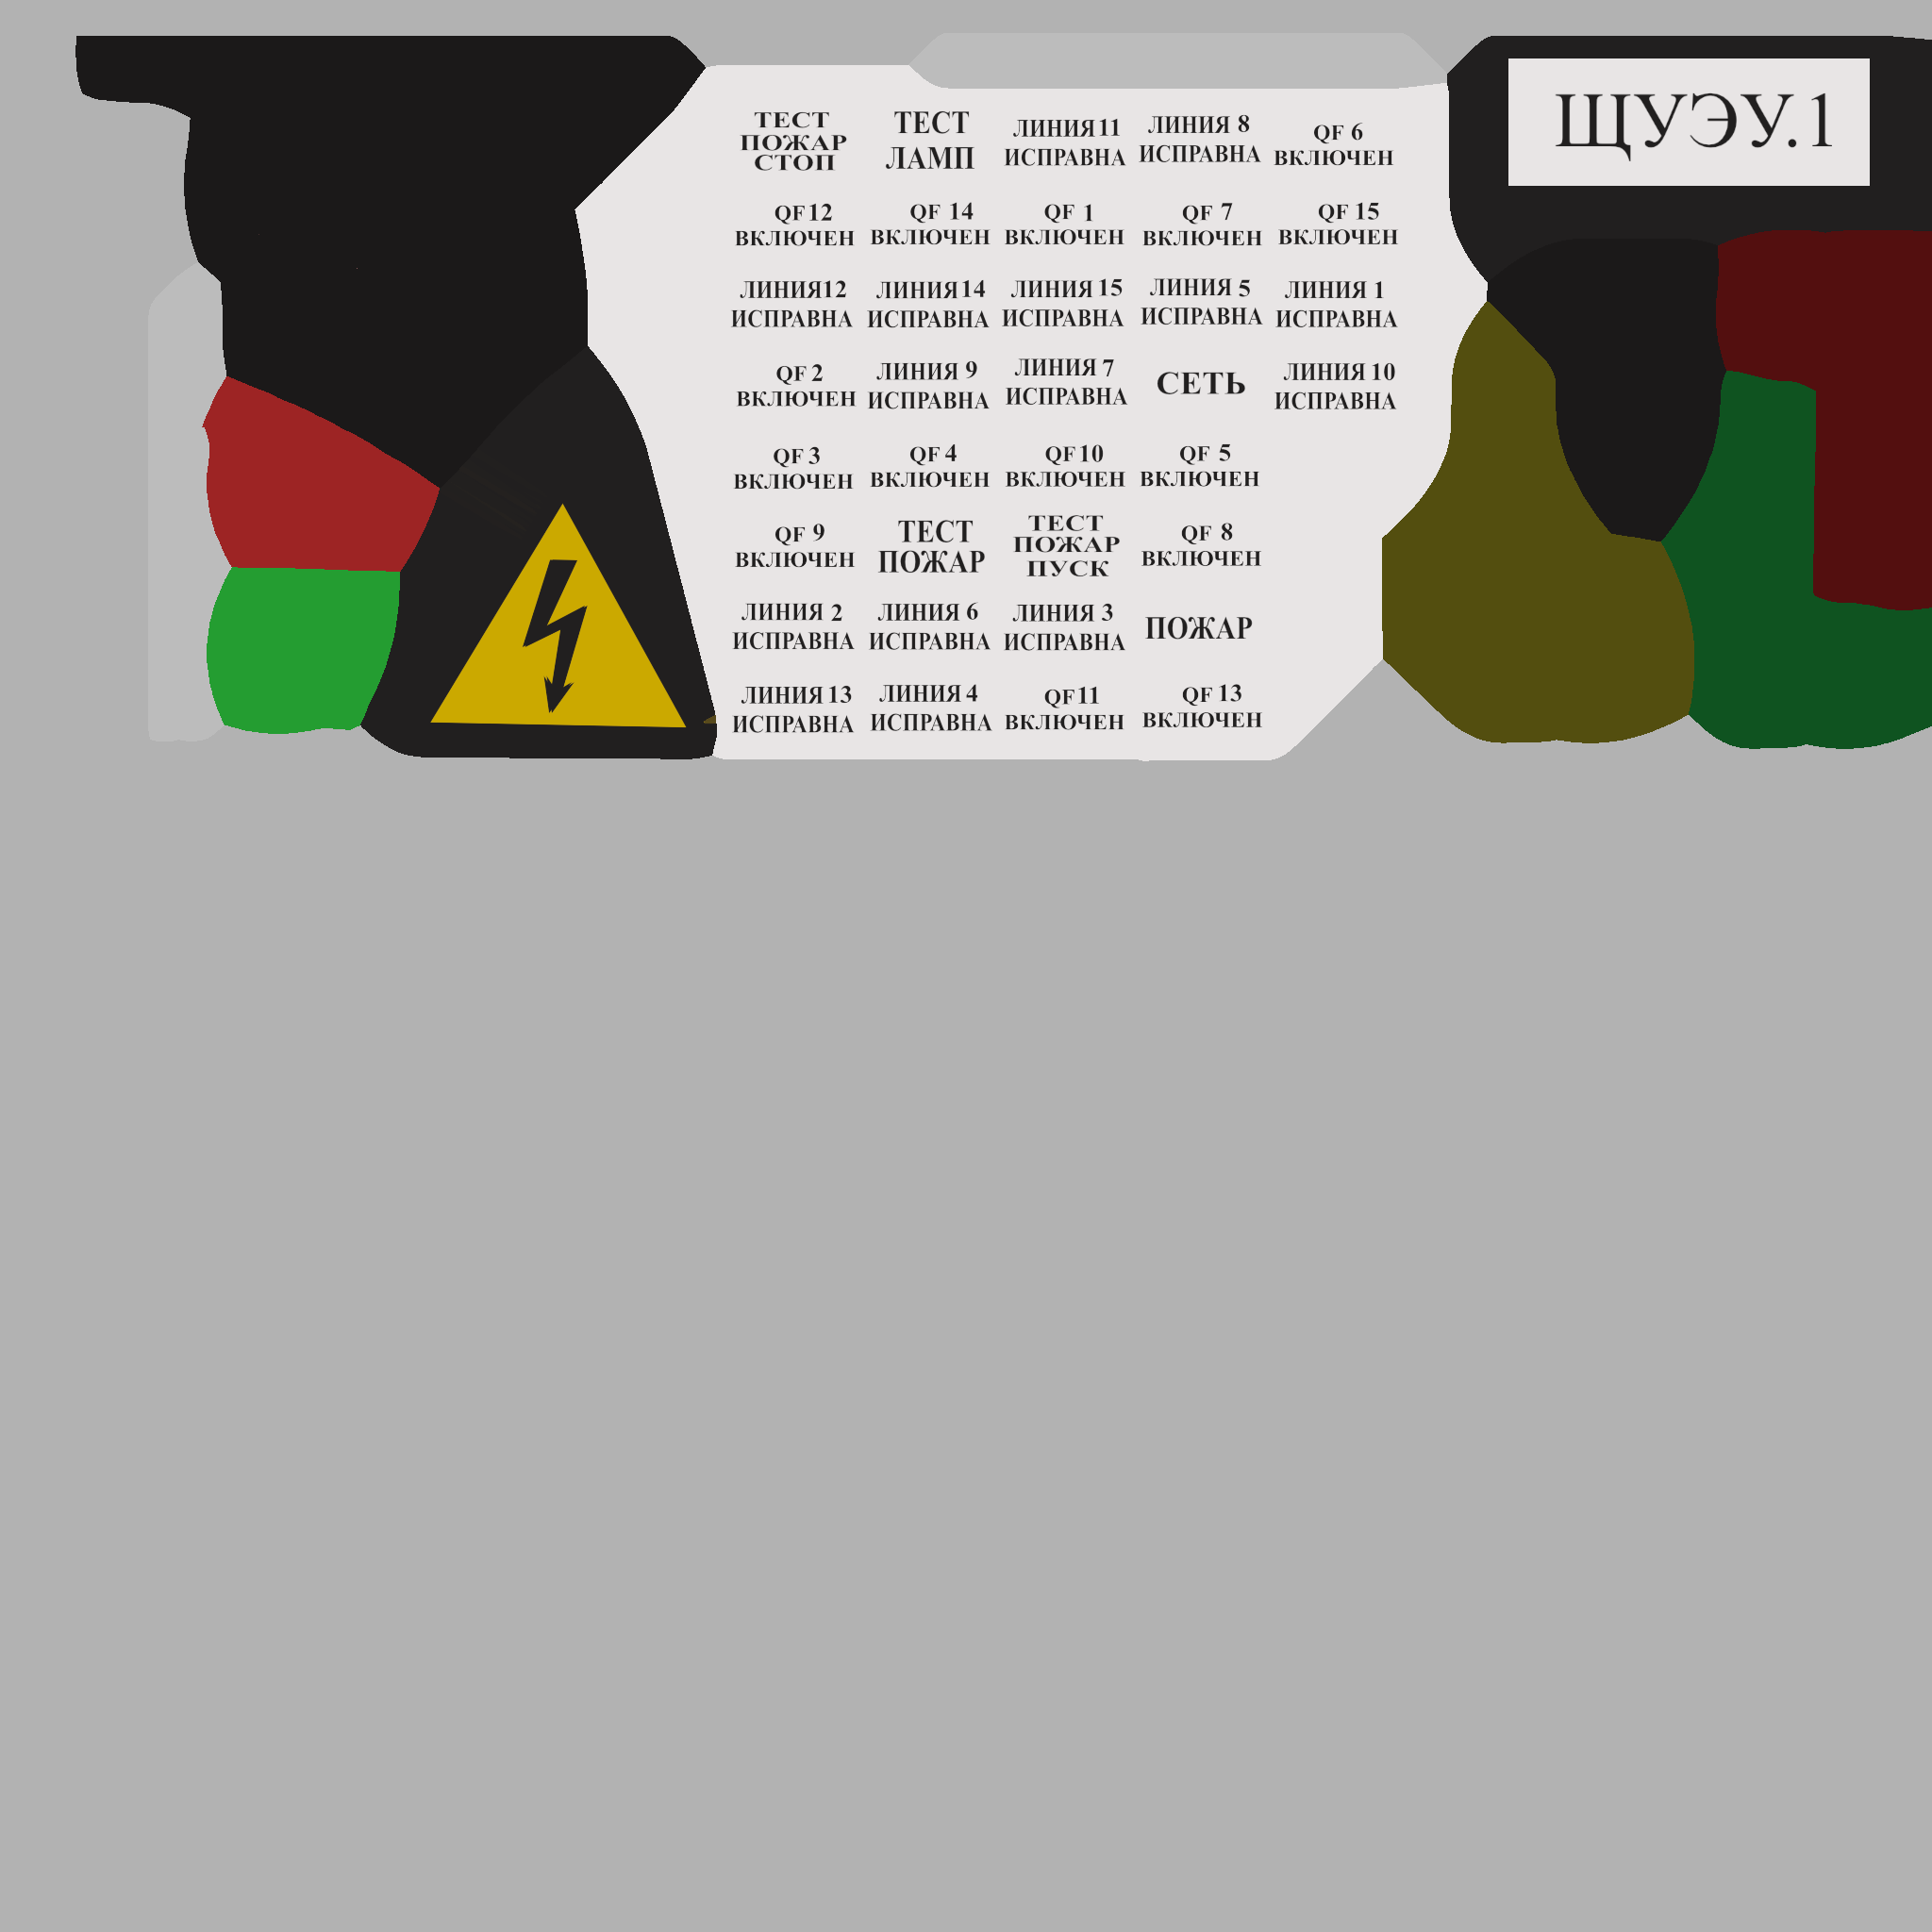 ТЕСТ
ПОЖАР
СТОП
ТЕСТ
ЛАМП
ЛИНИЯ 11
ИСПРАВНА
ЛИНИЯ 8
ИСПРАВНА
QF 6
ВКЛЮЧЕН
ЩУЭУ.1
QF 12
ВКЛЮЧЕН
QF 14
ВКЛЮЧЕН
QF 1
ВКЛЮЧЕН
QF 7
ВКЛЮЧЕН
QF 15
ВКЛЮЧЕН
ЛИНИЯ 12
ИСПРАВНА
ЛИНИЯ 14
ИСПРАВНА
ЛИНИЯ 15
ИСПРАВНА
ЛИНИЯ 5
ИСПРАВНА
ЛИНИЯ 1
ИСПРАВНА
QF 2
ВКЛЮЧЕН
ЛИНИЯ 9
ИСПРАВНА
ЛИНИЯ 7
ИСПРАВНА
СЕТЬ
ЛИНИЯ 10
ИСПРАВНА
QF 3
ВКЛЮЧЕН
QF 4
ВКЛЮЧЕН
QF 10
ВКЛЮЧЕН
QF 5
ВКЛЮЧЕН
QF 9
ВКЛЮЧЕН
ТЕСТ
ПОЖАР
ТЕСТ
ПОЖАР
ПУСК
QF 8
ВКЛЮЧЕН
ЛИНИЯ 2
ИСПРАВНА
ЛИНИЯ 6
ИСПРАВНА
ЛИНИЯ 3
ИСПРАВНА
ПОЖАР
ЛИНИЯ 13
ИСПРАВНА
ЛИНИЯ 4
ИСПРАВНА
QF 11
ВКЛЮЧЕН
QF 13
ВКЛЮЧЕН